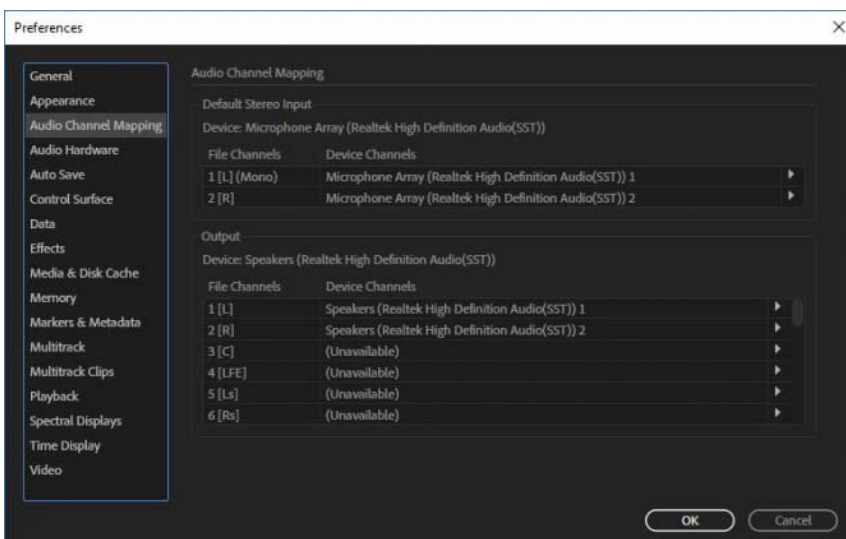 Preferences
General
Appearance
Audio Channel Mapping
Audio Hardware
Auto Save
Control Surface
Data
Effects
Media & Disk Cache
Memory
Markers & Metadata
Multitrack
Multitrack Clips
Playback
Spectral Displays
Time Display
Video
Audio Channel Mapping
Default Stereo Input
Device: Microphone Array (Realtek High Definition Audio(SST))
File Channels Device Channels
1 [L] (Mono) Microphone Array (Realtek High Definition Audio(SST)) 1
2 [R] Microphone Array (Realtek High Definition Audio(SST)) 2
Output
Device: Speakers (Realtek High Definition Audio(SST))
File Channels Device Channels
1 [L] Speakers (Realtek High Definition Audio(SST)) 1
2 [R] Speakers (Realtek High Definition Audio(SST)) 2
3 [C] (Unavailable)
4 [LFE] (Unavailable)
5 [Ls] (Unavailable)
6 [Rs] (Unavailable)
OK Cancel